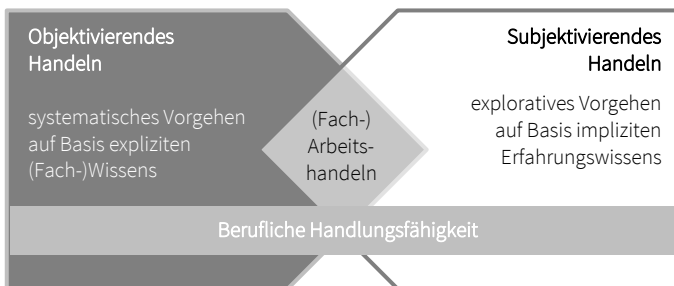 Objektivierendes
Handeln
systematisches Vorgehen
auf Basis expliziten
(Fach-)Wissens
(Fach-)
Arbeits-
handeln
Subjektivierendes
Handeln
exploratives Vorgehen
auf Basis impliziten
Erfahrungswissens
Berufliche Handlungsfähigkeit